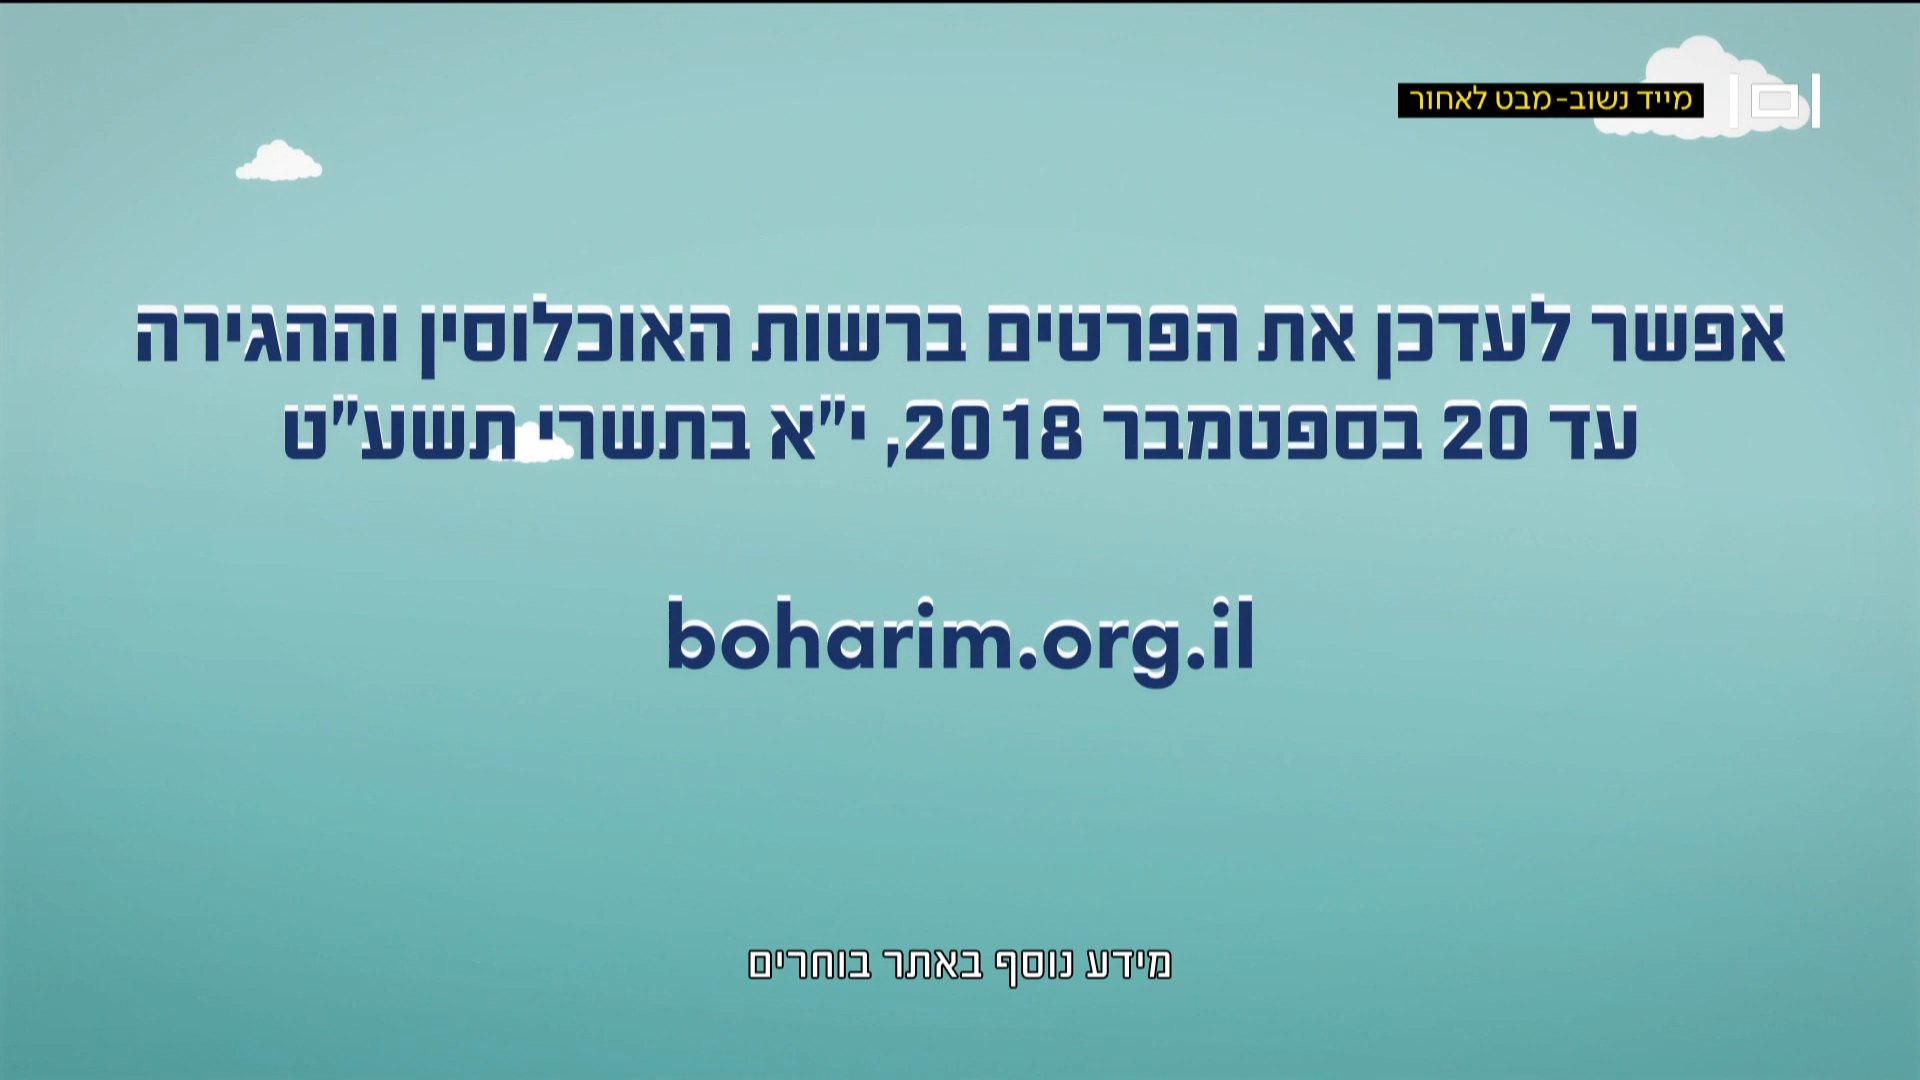 מייד נשוב - מבט לאחור
אפשר לעדכן את הפרטים ברשות האוכלוסין וההגירה
עד 20 בספטמבר 2018, י"א בתשרי תשע"ט
boharim.org.il
מידע נוסף באתר בוחרים